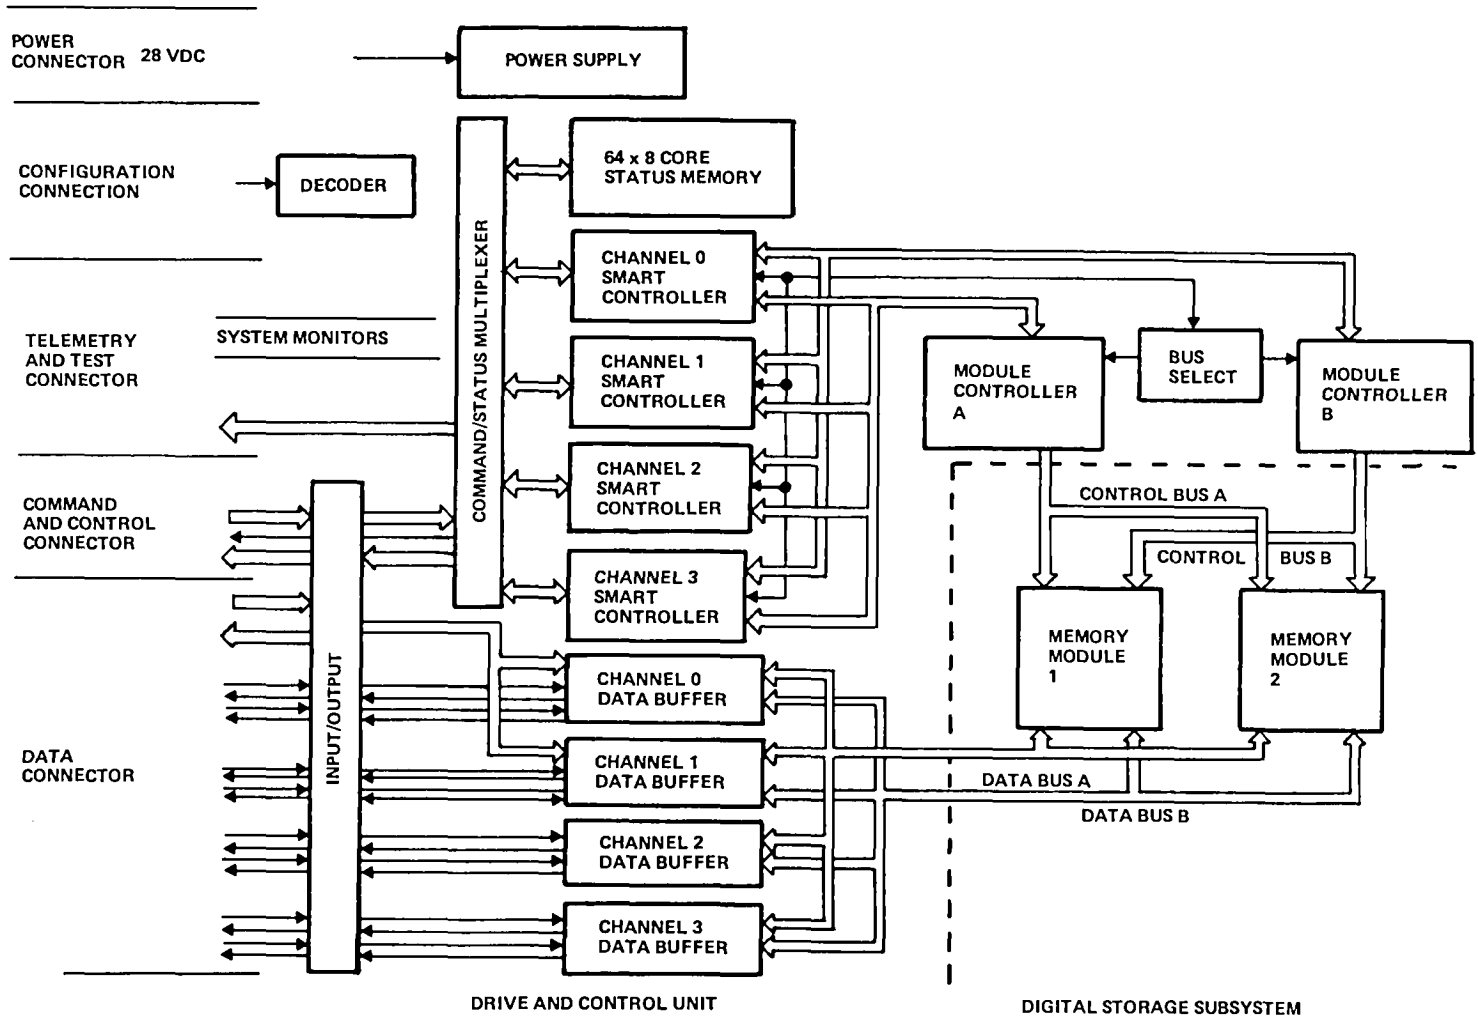 POWER
CONNECTOR 28 VDC
POWER SUPPLY
CONFIGURATION
CONNECTION
DECODER
64 x 8 CORE
STATUS MEMORY
COMMAND/STATUS MULTIPLEXER
CHANNEL 0
SMART
CONTROLLER
TELEMETRY
AND TEST
CONNECTOR
SYSTEM MONITORS
CHANNEL 1
SMART
CONTROLLER
MODULE
CONTROLLER
A
BUS
SELECT
MODULE
CONTROLLER
B
CHANNEL 2
SMART
CONTROLLER
COMMAND
AND CONTROL
CONNECTOR
CONTROL BUS A
CONTROL BUS B
CHANNEL 3
SMART
CONTROLLER
MEMORY
MODULE
1
MEMORY
MODULE
2
INPUT/OUTPUT
CHANNEL 0
DATA BUFFER
DATA
CONNECTOR
CHANNEL 1
DATA BUFFER
DATA BUS A
DATA BUS B
CHANNEL 2
DATA BUFFER
CHANNEL 3
DATA BUFFER
DRIVE AND CONTROL UNIT
DIGITAL STORAGE SUBSYSTEM